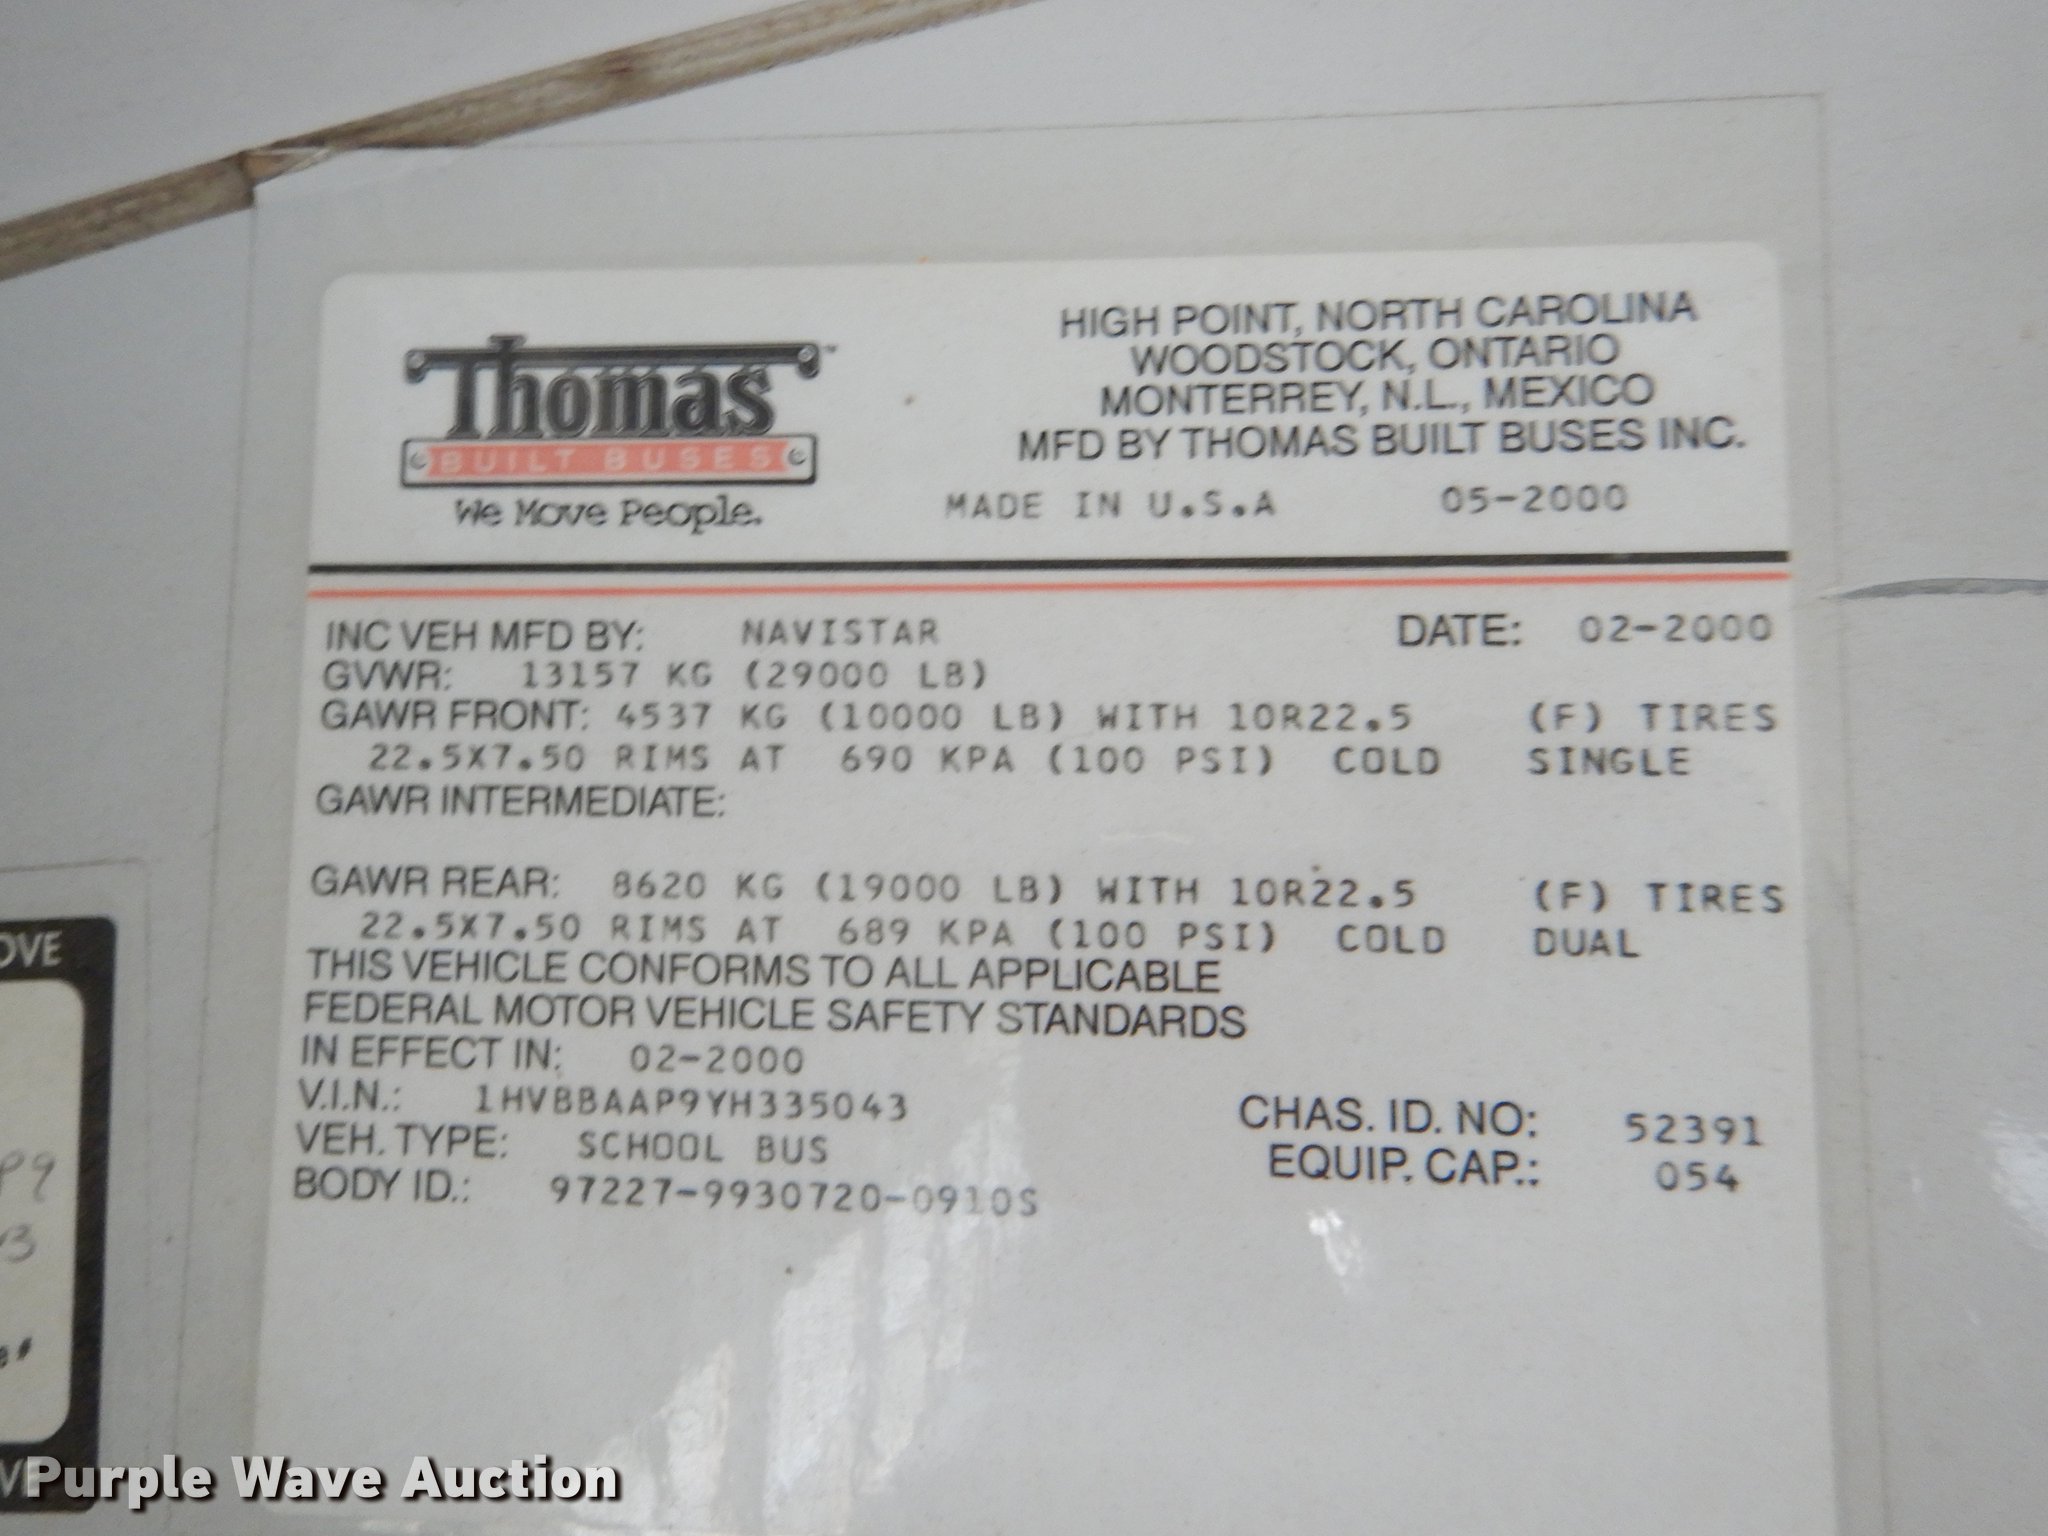 Thomas™
BUILT BUSES
We Move People.
HIGH POINT, NORTH CAROLINA
WOODSTOCK, ONTARIO
MONTERREY, N.L., MEXICO
MFD BY THOMAS BUILT BUSES INC.
MADE IN U.S.A 05-2000
INC VEH MFD BY: NAVISTAR DATE: 02-2000
GVWR: 13157 KG (29000 LB)
GAWR FRONT: 4537 KG (10000 LB) WITH 10R22.5 (F) TIRES
22.5X7.50 RIMS AT 690 KPA (100 PSI) COLD SINGLE
GAWR INTERMEDIATE:
GAWR REAR: 8620 KG (19000 LB) WITH 10R22.5 (F) TIRES
22.5X7.50 RIMS AT 689 KPA (100 PSI) COLD DUAL
THIS VEHICLE CONFORMS TO ALL APPLICABLE
FEDERAL MOTOR VEHICLE SAFETY STANDARDS
IN EFFECT IN: 02-2000
V.I.N.: 1HVBBAAP9YH335043
VEH. TYPE: SCHOOL BUS
BODY ID.: 97227-9930720-0910S
CHAS. ID. NO: 52391
EQUIP. CAP.: 054
OVE
P9
3
e #
VE
Purple Wave Auction